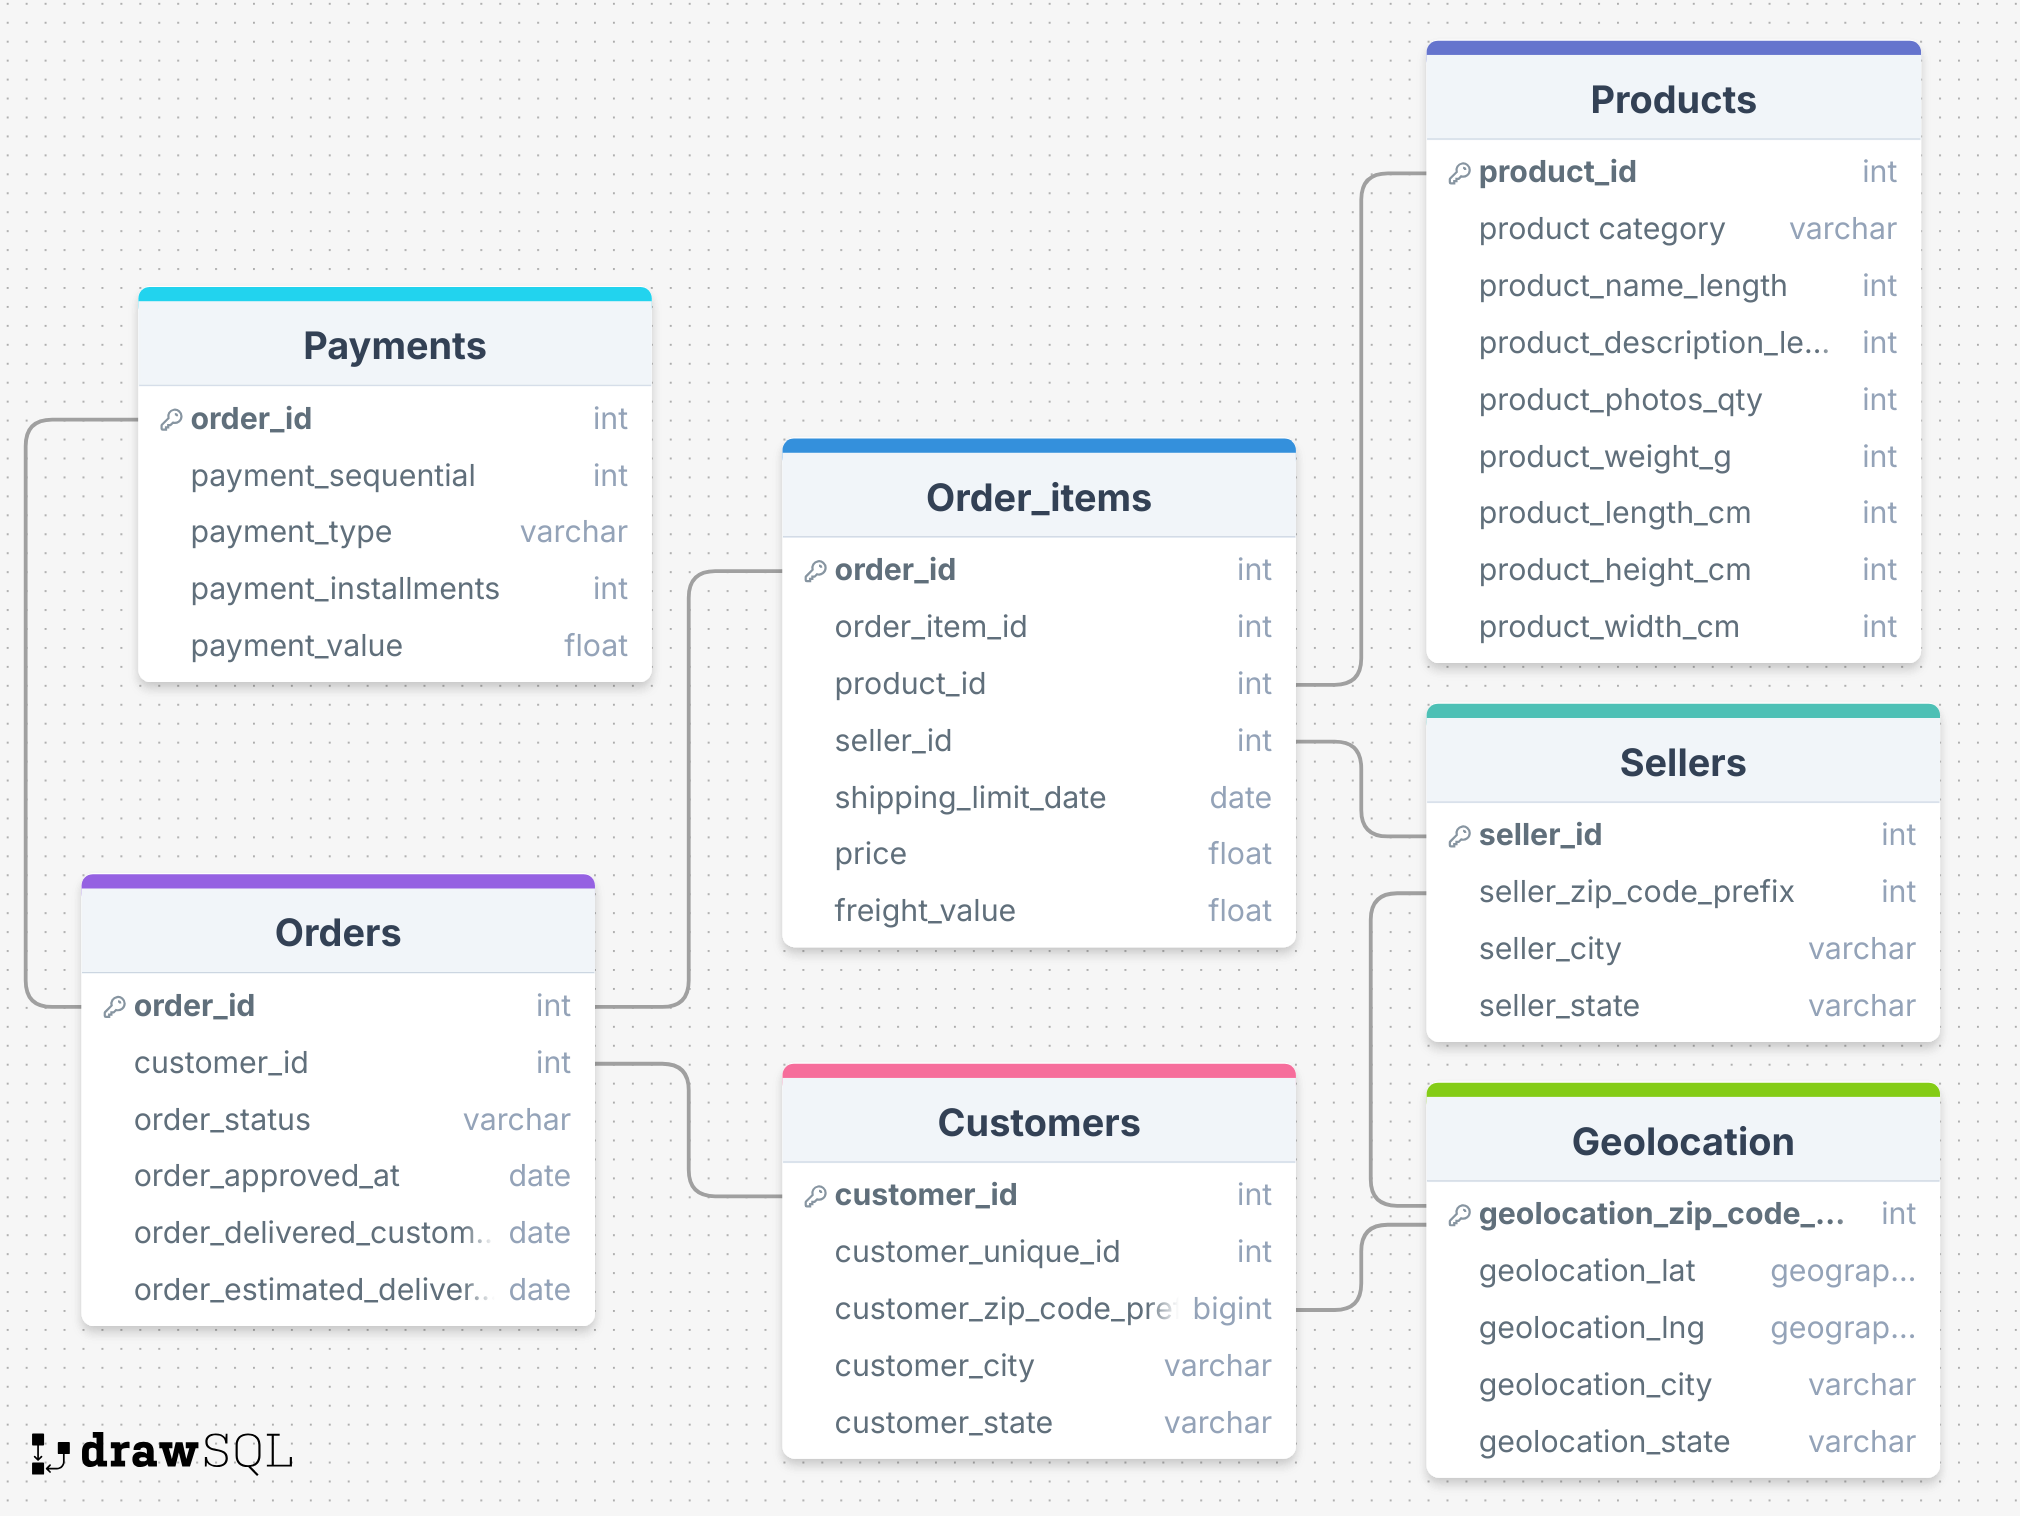 Products
product_id int
product category varchar
product_name_length int
product_description_le... int
product_photos_qty int
product_weight_g int
product_length_cm int
product_height_cm int
product_width_cm int
Payments
order_id int
payment_sequential int
payment_type varchar
payment_installments int
payment_value float
Order_items
order_id int
order_item_id int
product_id int
seller_id int
shipping_limit_date date
price float
freight_value float
Sellers
seller_id int
seller_zip_code_prefix int
seller_city varchar
seller_state varchar
Orders
order_id int
customer_id int
order_status varchar
order_approved_at date
order_delivered_custom.. date
order_estimated_deliver.. date
Customers
customer_id int
customer_unique_id int
customer_zip_code_pre bigint
customer_city varchar
customer_state varchar
Geolocation
geolocation_zip_code_... int
geolocation_lat geograp...
geolocation_lng geograp...
geolocation_city varchar
geolocation_state varchar
drawSQL